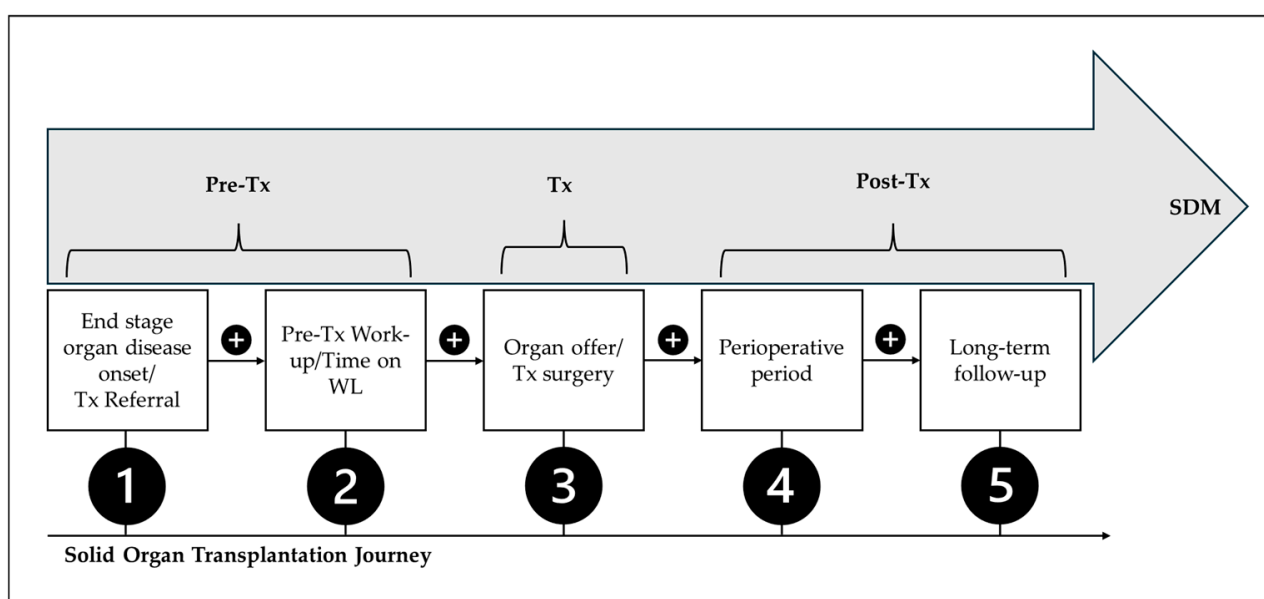 Pre-Tx
Tx
Post-Tx
SDM
End stage
organ disease
onset/
Tx Referral
+
Pre-Tx Work-
up/Time on
WL
+
Organ offer/
Tx surgery
+
Perioperative
period
+
Long-term
follow-up
1
2
3
4
5
Solid Organ Transplantation Journey